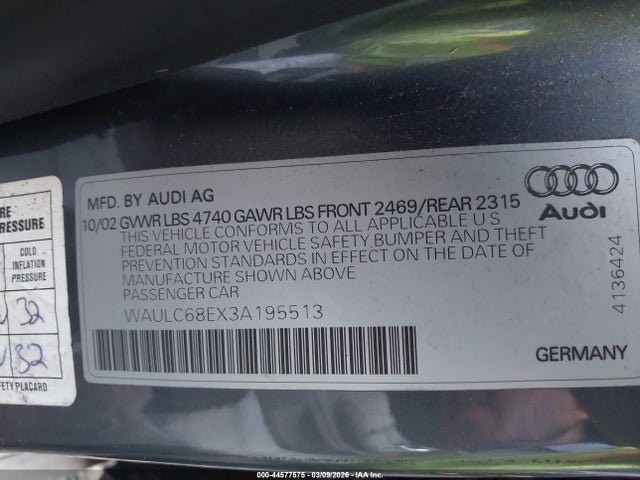 RE
PRESSURE
COLD
INFLATION
PRESSURE
32
32
FETY PLACARD
MFD. BY AUDI AG
10/02 GVWR LBS 4740 GAWR LBS FRONT 2469/REAR 2315
THIS VEHICLE CONFORMS TO ALL APPLICABLE U S
FEDERAL MOTOR VEHICLE SAFETY, BUMPER AND THEFT
PREVENTION STANDARDS IN EFFECT ON THE DATE OF
MANUFACTURE SHOWN ABOVE
PASSENGER CAR
WAULC68EX3A195513
Audi
4136424
GERMANY
000-44577575 - 03/09/2026 - IAAI.COM